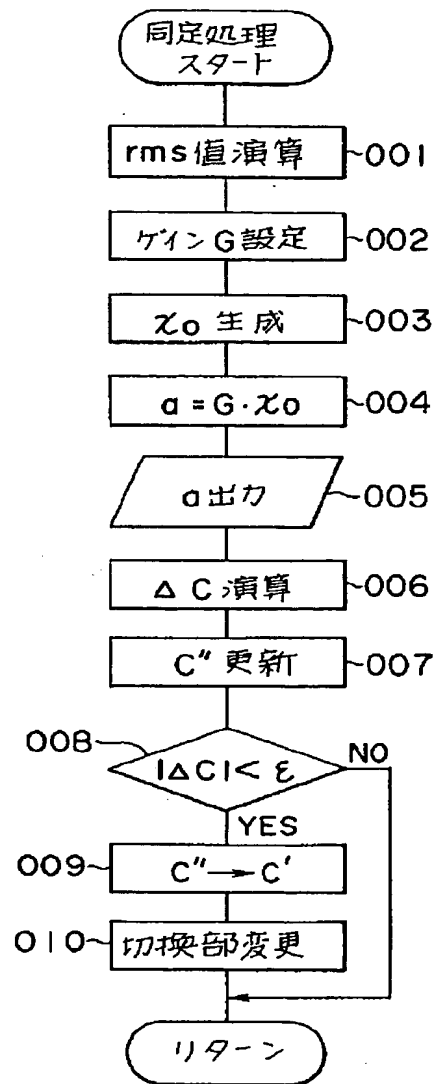 同定処理
スタート
rms値演算 001
ゲインG設定 002
x0 生成 003
a = G・x0 004
a出力 005
ΔC 演算 006
C″ 更新 007
008
|ΔC| < ε NO
YES
009 C″ → C′
010 切換部変更
リターン